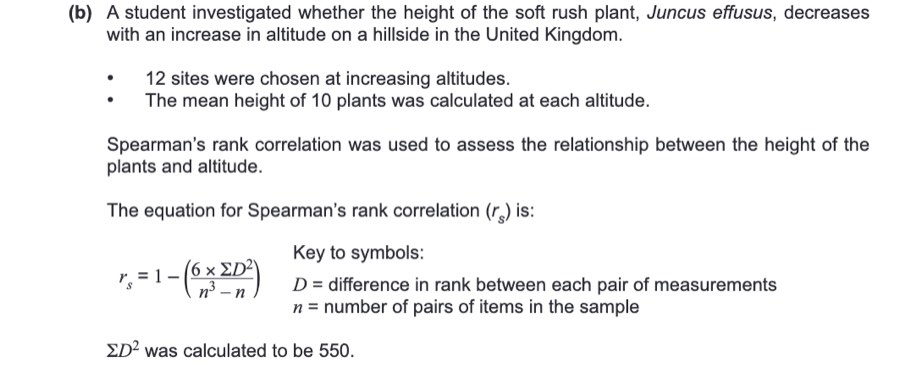 (b) A student investigated whether the height of the soft rush plant, Juncus effusus, decreases
with an increase in altitude on a hillside in the United Kingdom.
• 12 sites were chosen at increasing altitudes.
• The mean height of 10 plants was calculated at each altitude.
Spearman's rank correlation was used to assess the relationship between the height of the
plants and altitude.
The equation for Spearman's rank correlation (rₛ) is:
Key to symbols:
rₛ = 1 – (6 × ΣD² / n³ – n)
D = difference in rank between each pair of measurements
n = number of pairs of items in the sample
ΣD² was calculated to be 550.